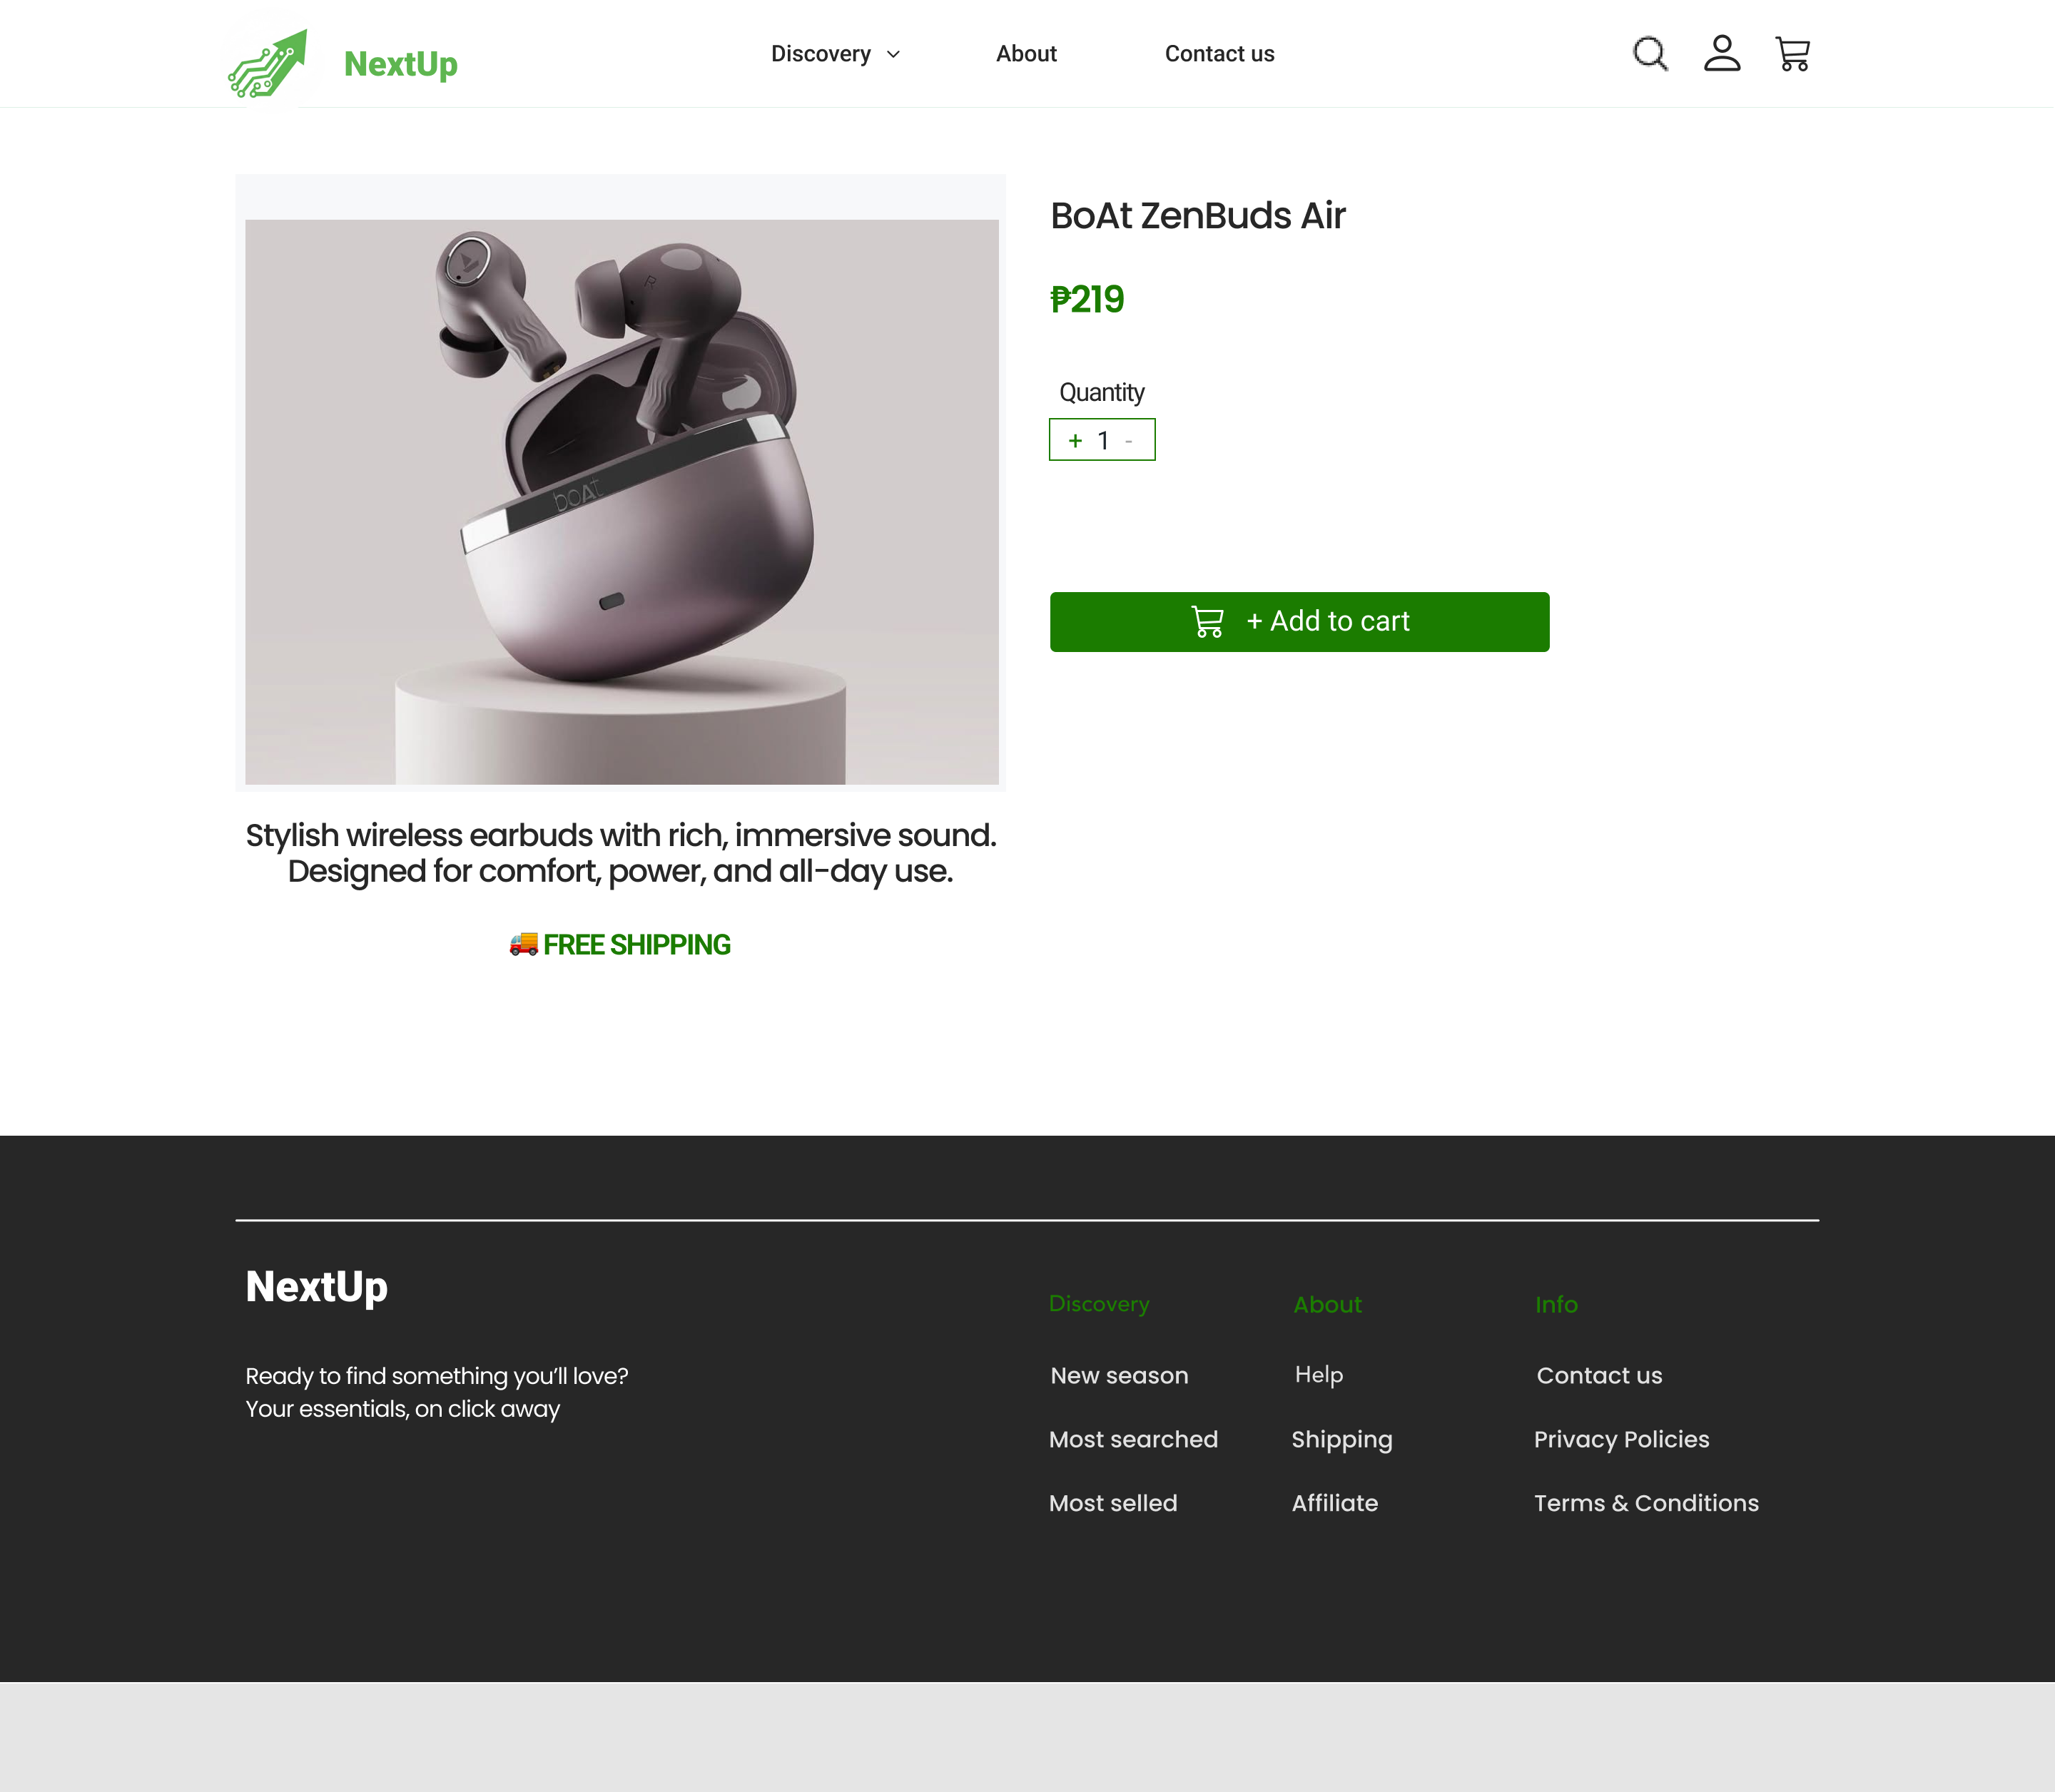 NextUp
Discovery
About
Contact us
BoAt ZenBuds Air
₱219
Quantity
+ 1 -
+ Add to cart
R
boAt
Stylish wireless earbuds with rich, immersive sound.
Designed for comfort, power, and all-day use.
🚚 FREE SHIPPING
NextUp
Ready to find something you'll love?
Your essentials, on click away
Discovery
New season
Most searched
Most selled
About
Help
Shipping
Affiliate
Info
Contact us
Privacy Policies
Terms & Conditions